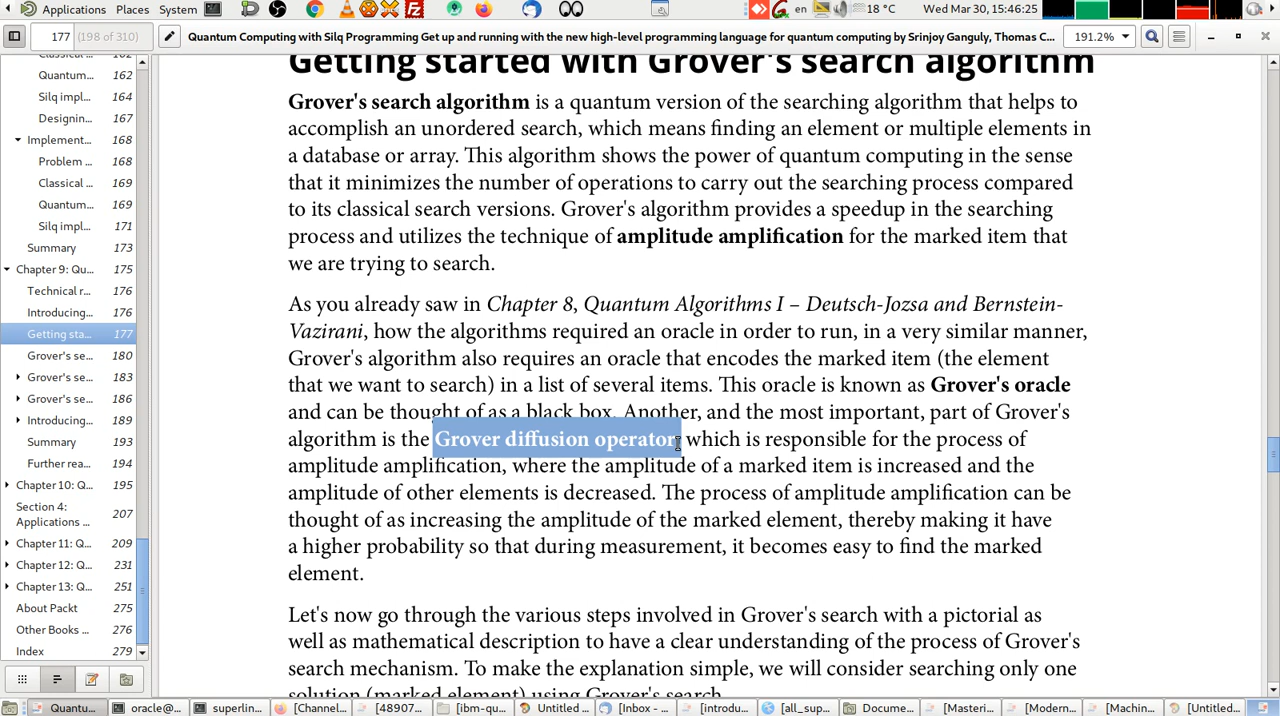 Applications Places System en 18 °C Wed Mar 30, 15:46:25
177 (198 of 310) Quantum Computing with Silq Programming Get up and running with the new high-level programming language for quantum computing by Srinjoy Ganguly, Thomas C... 191.2%
Quantum... 162
Silq impl... 164
Designin... 167
Implement... 168
Problem ... 168
Classical ... 169
Quantum... 169
Silq impl... 171
Summary 173
Chapter 9: Qu... 175
Technical r... 176
Introducing... 176
Getting sta... 177
Grover's se... 180
Grover's se... 183
Grover's se... 186
Introducing... 189
Summary 193
Further rea... 194
Chapter 10: Q... 195
Section 4:
Applications ... 207
Chapter 11: Q... 209
Chapter 12: Q... 231
Chapter 13: Q... 251
About Packt 275
Other Books ... 276
Index 279
Getting started with Grover's search algorithm
Grover's search algorithm is a quantum version of the searching algorithm that helps to
accomplish an unordered search, which means finding an element or multiple elements in
a database or array. This algorithm shows the power of quantum computing in the sense
that it minimizes the number of operations to carry out the searching process compared
to its classical search versions. Grover's algorithm provides a speedup in the searching
process and utilizes the technique of amplitude amplification for the marked item that
we are trying to search.
As you already saw in Chapter 8, Quantum Algorithms I – Deutsch-Jozsa and Bernstein-
Vazirani, how the algorithms required an oracle in order to run, in a very similar manner,
Grover's algorithm also requires an oracle that encodes the marked item (the element
that we want to search) in a list of several items. This oracle is known as Grover's oracle
and can be thought of as a black box. Another, and the most important, part of Grover's
algorithm is the Grover diffusion operator, which is responsible for the process of
amplitude amplification, where the amplitude of a marked item is increased and the
amplitude of other elements is decreased. The process of amplitude amplification can be
thought of as increasing the amplitude of the marked element, thereby making it have
a higher probability so that during measurement, it becomes easy to find the marked
element.
Let's now go through the various steps involved in Grover's search with a pictorial as
well as mathematical description to have a clear understanding of the process of Grover's
search mechanism. To make the explanation simple, we will consider searching only one
solution (marked element) using Grover's search.
Quantu... oracle@... superlin... [Channel... [48907... [ibm-qu... Untitled ... [Inbox - ... [introdu... [all_sup... Docume... [Masteri... [Modern... [Machin... [Untitled...